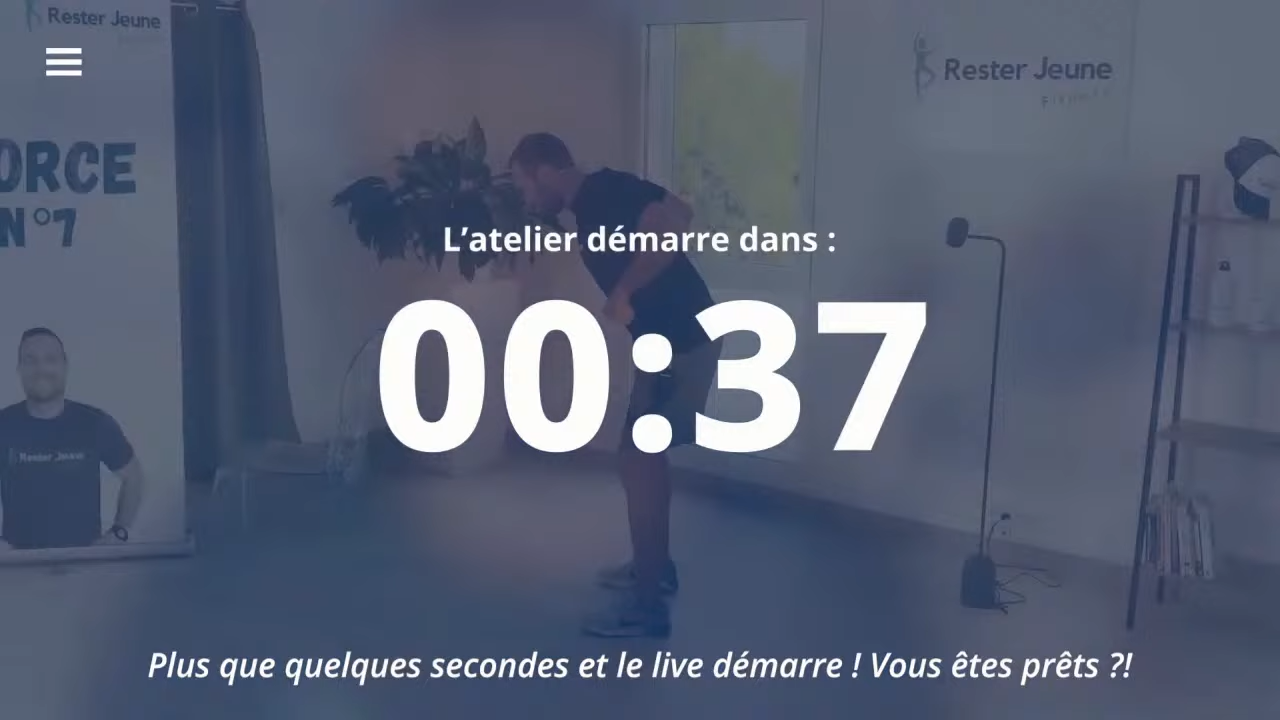 Rester Jeune
Rester Jeune
ORCE
N°7
L’atelier démarre dans :
00:37
Rester Jeune
Plus que quelques secondes et le live démarre ! Vous êtes prêts ?!